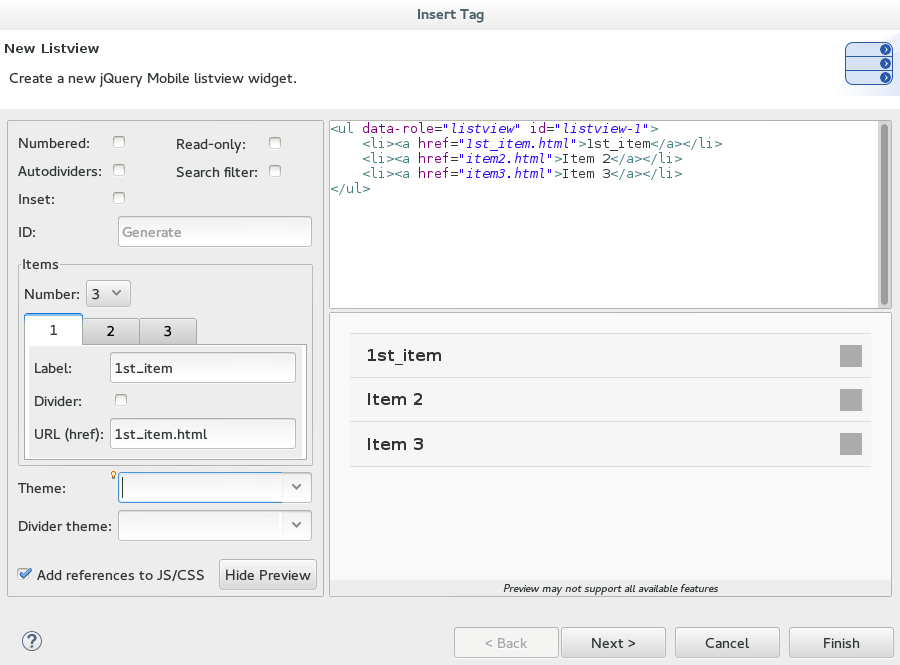 Insert Tag
New Listview
Create a new jQuery Mobile listview widget.
Numbered:
Read-only:
Autodividers:
Search filter:
Inset:
ID:
Generate
Items
Number:
3
1
2
3
Label:
1st_item
Divider:
URL (href):
1st_item.html
Theme:
Divider theme:
Add references to JS/CSS
Hide Preview
<ul data-role="listview" id="listview-1">
    <li><a href="1st_item.html">1st_item</a></li>
    <li><a href="item2.html">Item 2</a></li>
    <li><a href="item3.html">Item 3</a></li>
</ul>
1st_item
Item 2
Item 3
Preview may not support all available features
?
< Back
Next >
Cancel
Finish